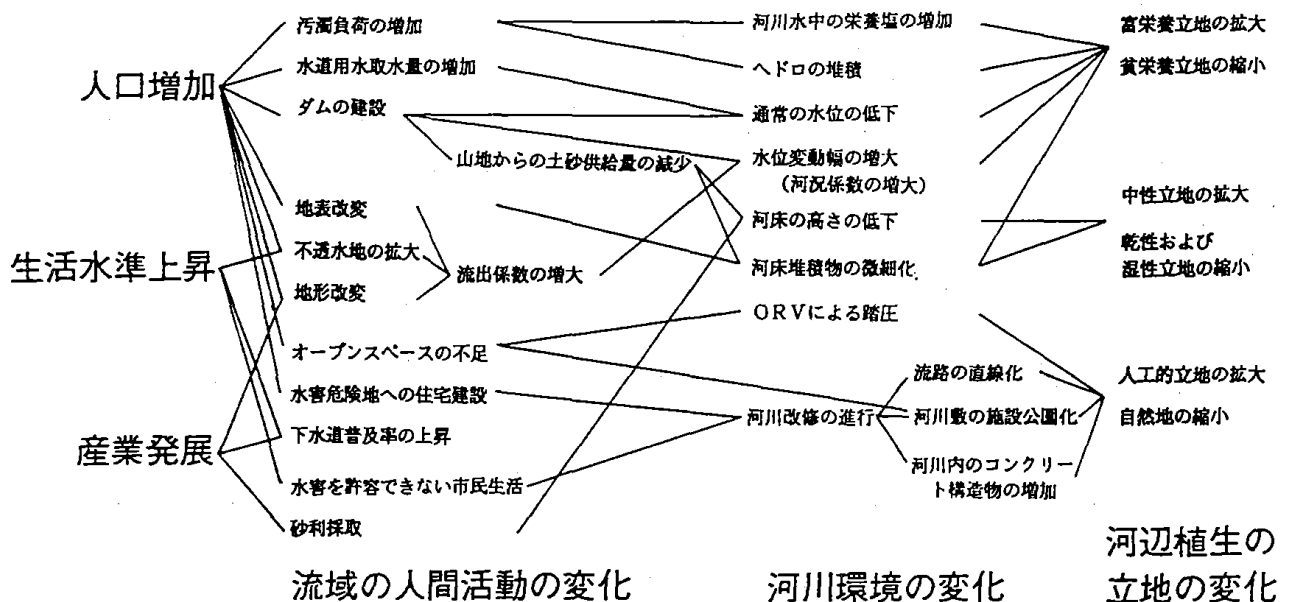 人口増加
生活水準上昇
産業発展
汚濁負荷の増加
水道用水取水量の増加
ダムの建設
山地からの土砂供給量の減少
地表改変
不透水地の拡大
流出係数の増大
地形改変
オープンスペースの不足
水害危険地への住宅建設
下水道普及率の上昇
水害を許容できない市民生活
砂利採取
流域の人間活動の変化
河川水中の栄養塩の増加
ヘドロの堆積
通常の水位の低下
水位変動幅の増大
（河況係数の増大）
河床の高さの低下
河床堆積物の微細化
ＯＲＶによる踏圧
河川改修の進行
流路の直線化
河川敷の施設公園化
河川内のコンクリー
ト構造物の増加
河川環境の変化
富栄養立地の拡大
貧栄養立地の縮小
中性立地の拡大
乾性および
湿性立地の縮小
人工的立地の拡大
自然地の縮小
河辺植生の
立地の変化